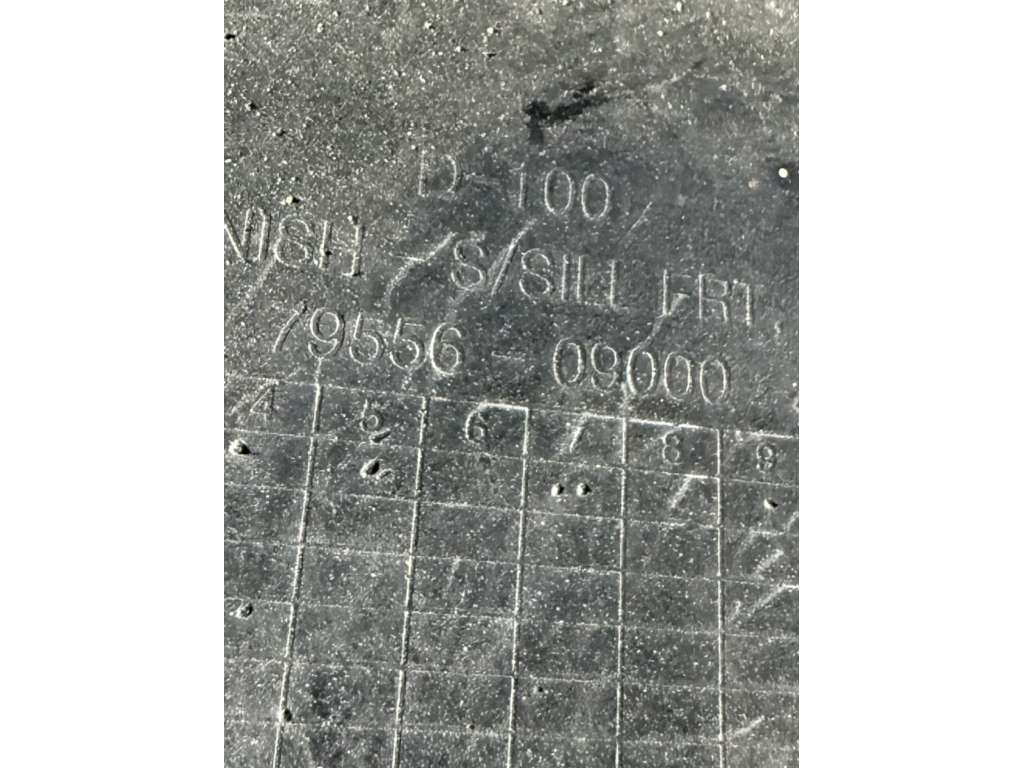 D-100
NISH - S/SILL FRT,
79556 - 09000
4 5 6 7 8 9